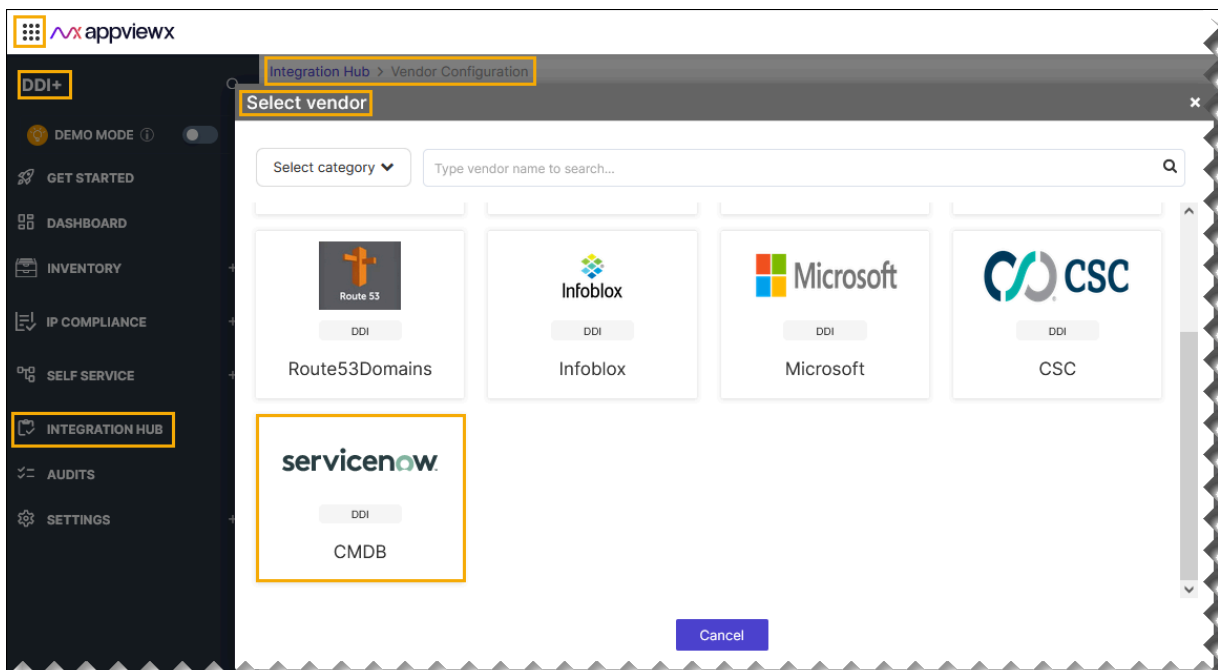 appviewx
DDI+
Integration Hub > Vendor Configuration
Select vendor
DEMO MODE
GET STARTED
DASHBOARD
INVENTORY
IP COMPLIANCE
SELF SERVICE
INTEGRATION HUB
AUDITS
SETTINGS
Select category
Type vendor name to search...
Route 53
DDI
Route53Domains
Infoblox
DDI
Infoblox
Microsoft
DDI
Microsoft
CSC
DDI
CSC
servicenow
DDI
CMDB
Cancel